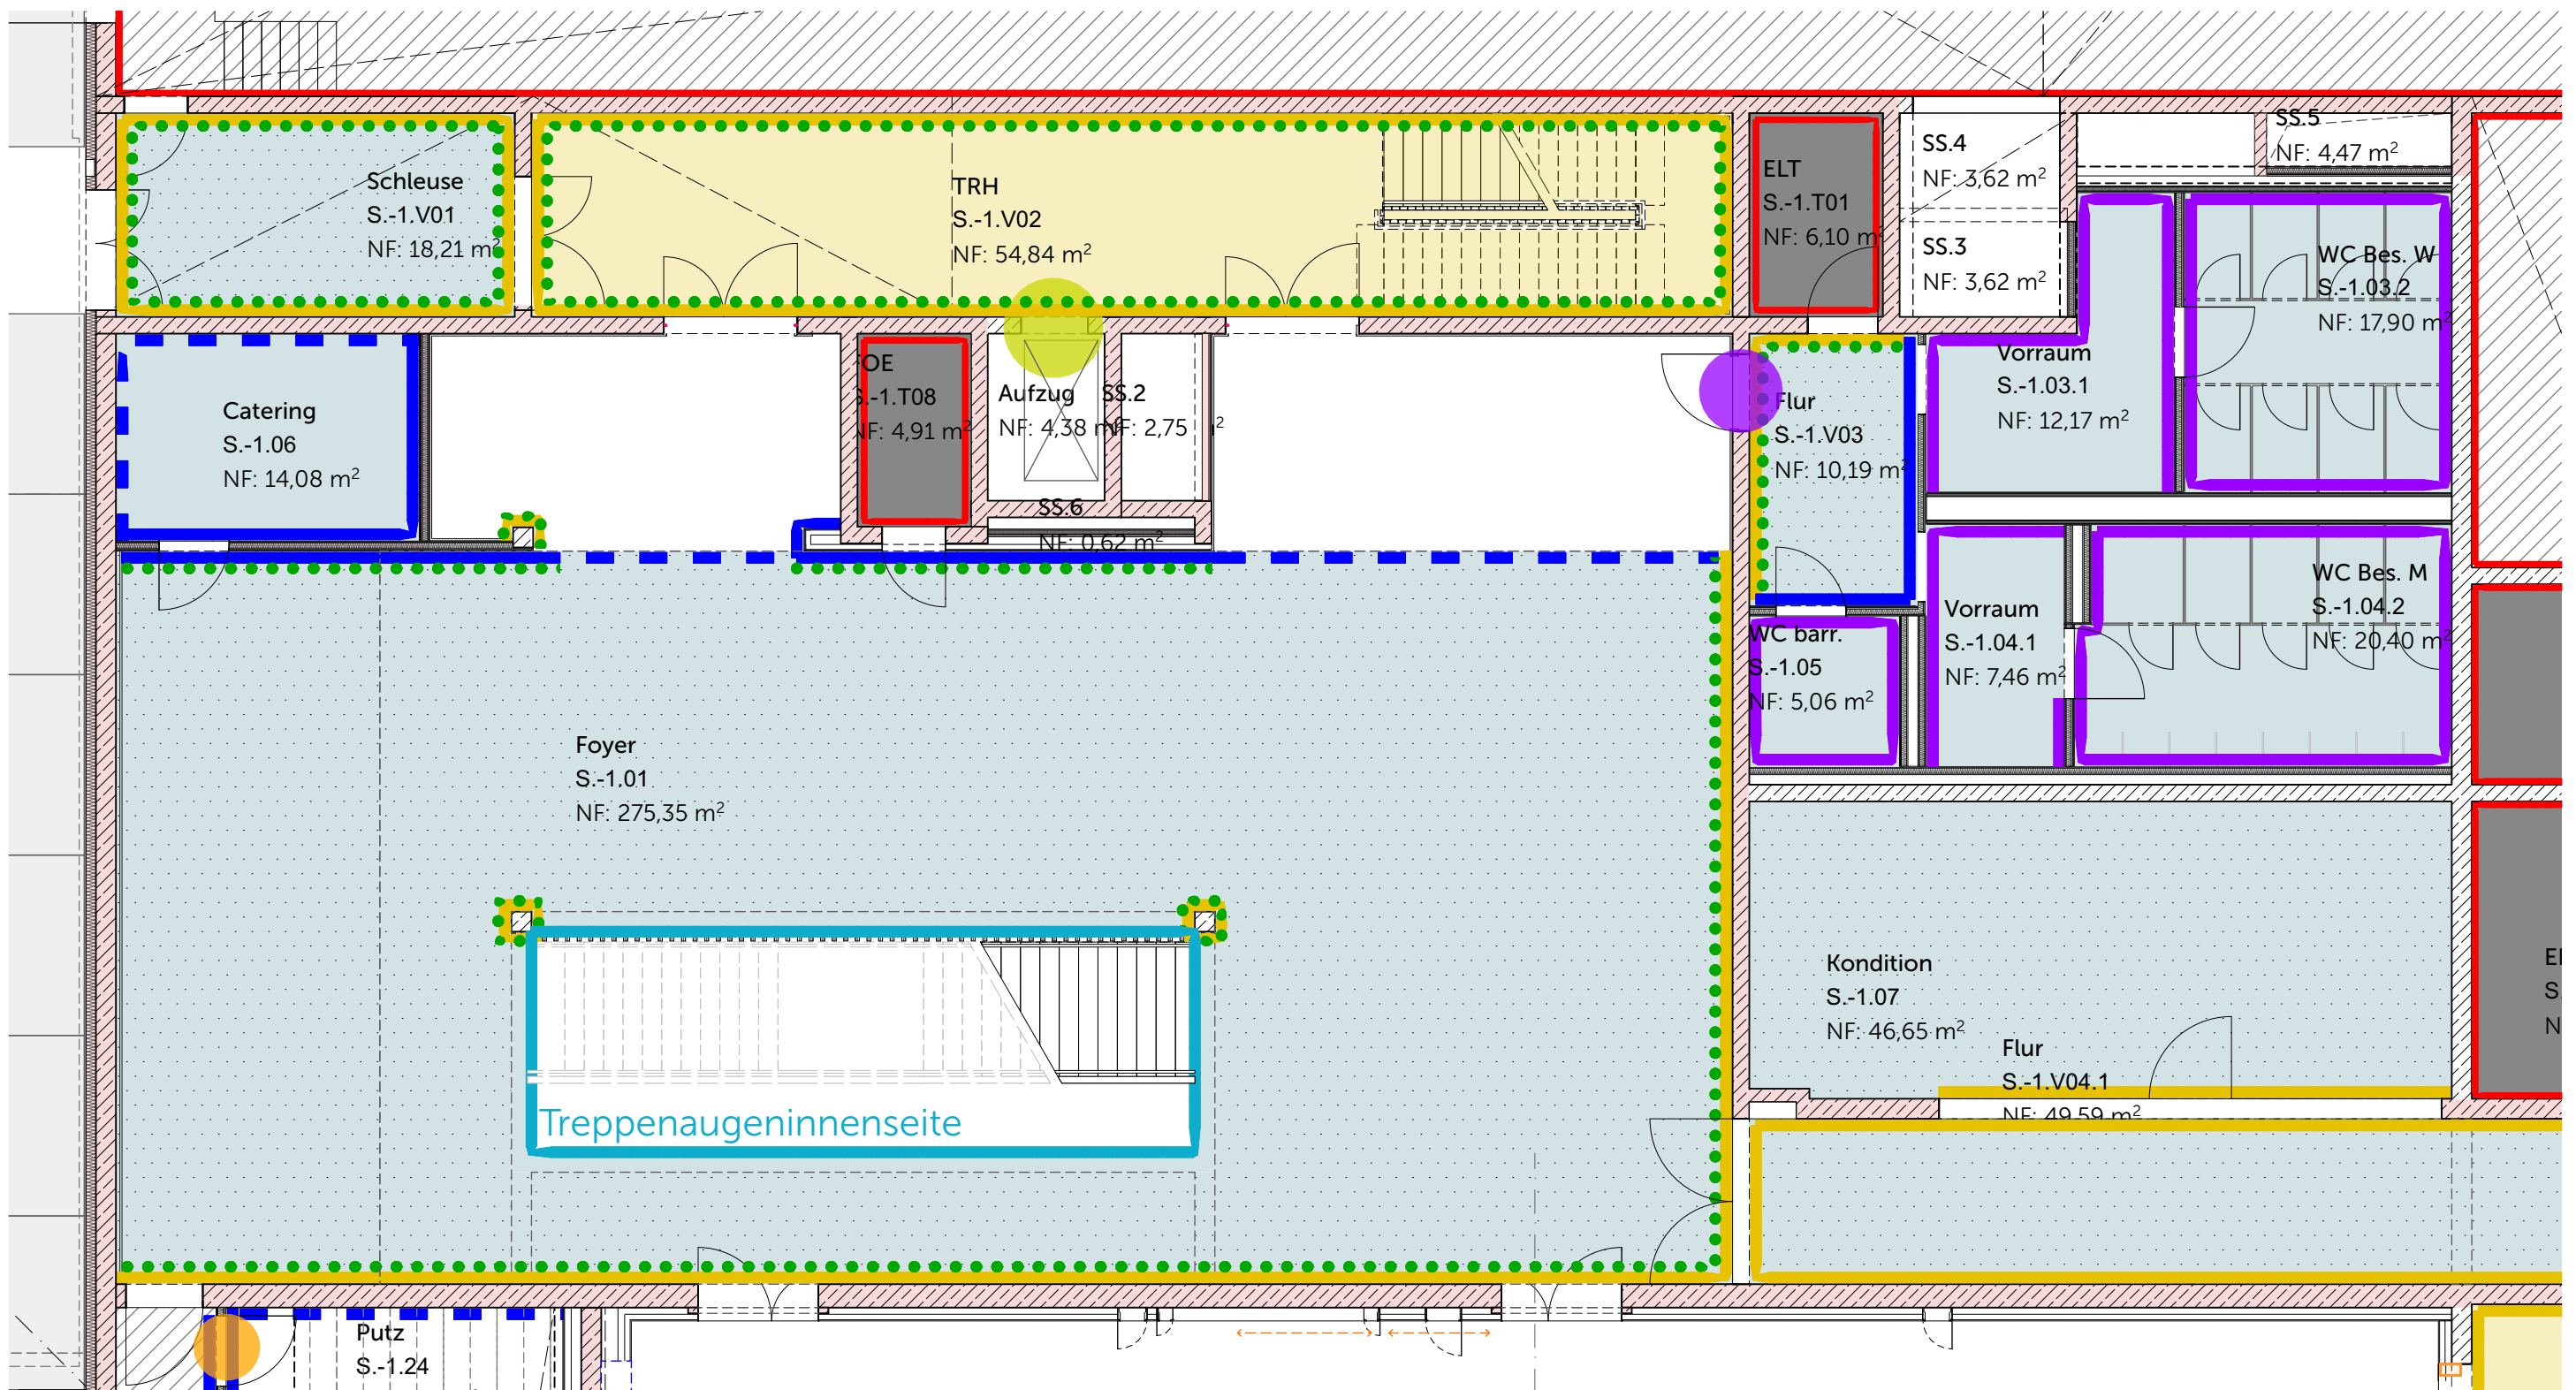 Schleuse
S.-1.V01
NF: 18,21 m²
TRH
S.-1.V02
NF: 54,84 m²
ELT
S.-1.T01
NF: 6,10 m²
SS.4
NF: 3,62 m²
SS.3
NF: 3,62 m²
SS.5
NF: 4,47 m²
WC Bes. W
S.-1.03.2
NF: 17,90 m²
Vorraum
S.-1.03.1
NF: 12,17 m²
Catering
S.-1.06
NF: 14,08 m²
OE
S.-1.T08
NF: 4,91 m²
Aufzug
NF: 4,38 m²
SS.2
NF: 2,75 m²
SS.6
NF: 0,62 m²
Flur
S.-1.V03
NF: 10,19 m²
WC Bes. M
S.-1.04.2
NF: 20,40 m²
Vorraum
S.-1.04.1
NF: 7,46 m²
WC barr.
S.-1.05
NF: 5,06 m²
Foyer
S.-1.01
NF: 275,35 m²
Kondition
S.-1.07
NF: 46,65 m²
Flur
S.-1.V04.1
NF: 49,59 m²
Treppenaugeninnenseite
Putz
S.-1.24